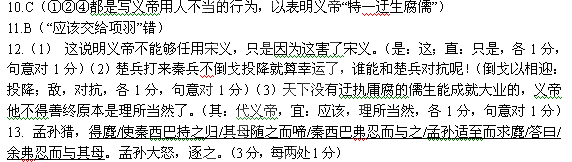 10.C（①②④都是写义帝用人不当的行为，以表明义帝“特一迂生腐儒”）
11.B（“应该交给项羽”错）
12.（1） 这说明义帝不能够任用宋义，只是因为这害了宋义。（是：这，直：只是，各 1 分，
句意对 1 分）（2）楚兵打来秦兵不倒戈投降就算幸运了，谁能和楚兵对抗呢！（倒戈以相迎：
投降；敌，对抗，各 1 分，句意对 1 分）（3）天下没有迂执孱腐的儒生能成就大业的，义帝
他不得善终原本是理所当然了。（其：代义帝，宜：应该，理所当然，各 1 分，句意对 1 分）
13. 孟孙猎，得麑/使秦西巴持之归/其母随之而啼/秦西巴弗忍而与之/孟孙适至而求麑/答曰/
余弗忍而与其母。孟孙大怒，逐之。（3 分，每两处 1 分）